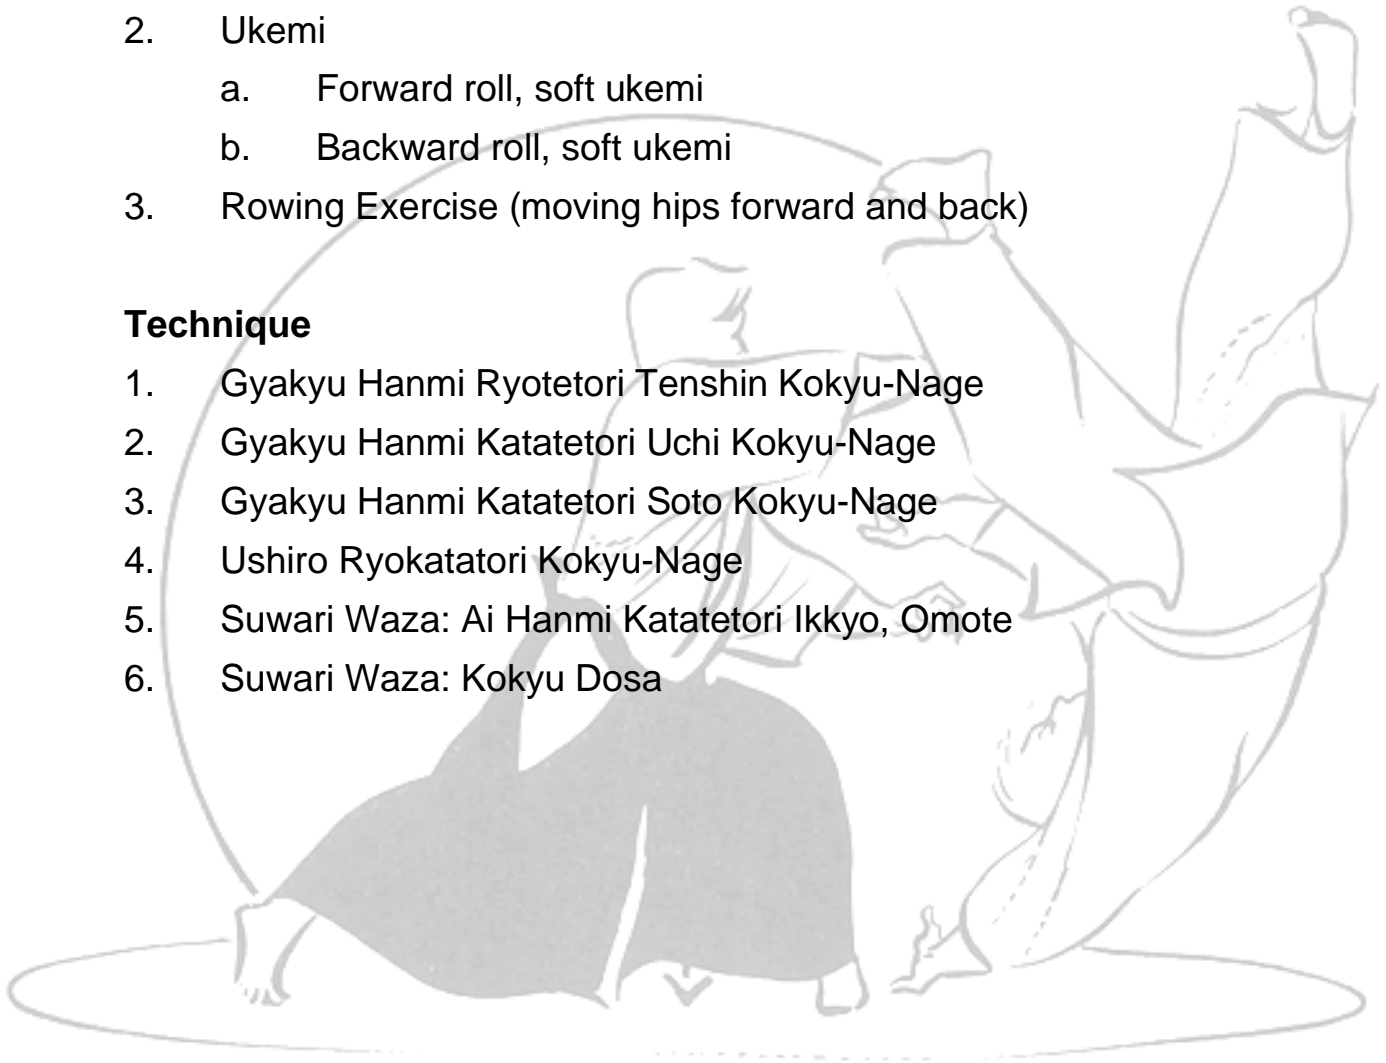 2. Ukemi
a. Forward roll, soft ukemi
b. Backward roll, soft ukemi
3. Rowing Exercise (moving hips forward and back)
Technique
1. Gyakyu Hanmi Ryotetori Tenshin Kokyu-Nage
2. Gyakyu Hanmi Katatetori Uchi Kokyu-Nage
3. Gyakyu Hanmi Katatetori Soto Kokyu-Nage
4. Ushiro Ryokatatori Kokyu-Nage
5. Suwari Waza: Ai Hanmi Katatetori Ikkyo, Omote
6. Suwari Waza: Kokyu Dosa